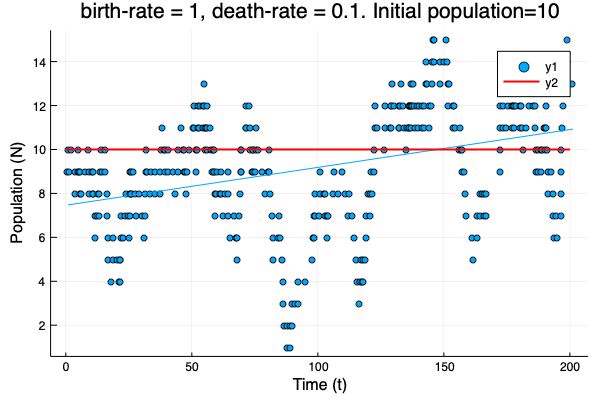 birth-rate = 1, death-rate = 0.1. Initial population=10
Population (N)
14
12
10
8
6
4
2
y1
y2
0
50
100
150
200
Time (t)